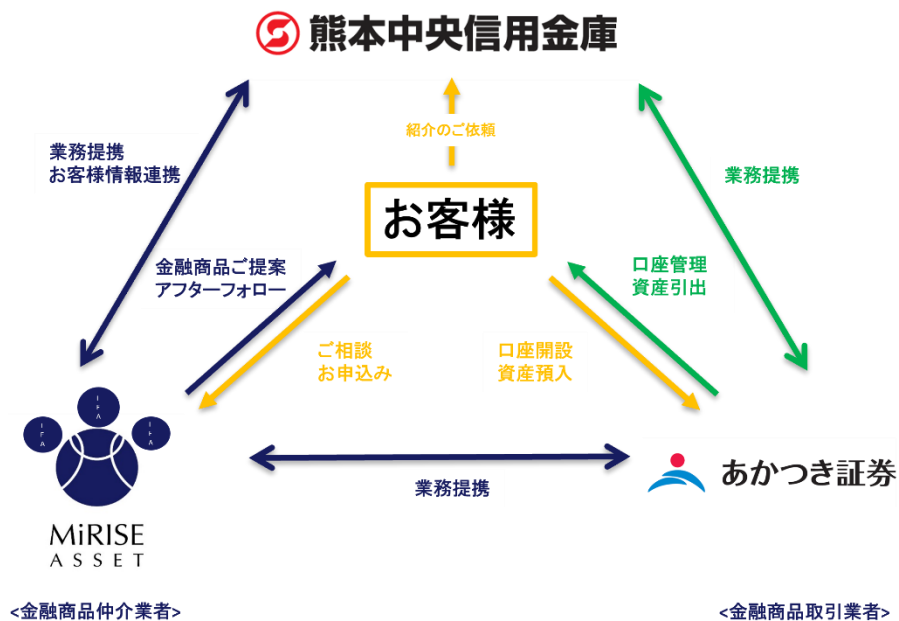 熊本中央信用金庫
紹介のご依頼
業務提携
お客様情報連携
業務提携
お客様
金融商品ご提案
アフターフォロー
口座管理
資産引出
ご相談
お申込み
口座開設
資産預入
IFA
IFA
IFA
MiRISE
ASSET
業務提携
あかつき証券
<金融商品仲介業者>
<金融商品取引業者>